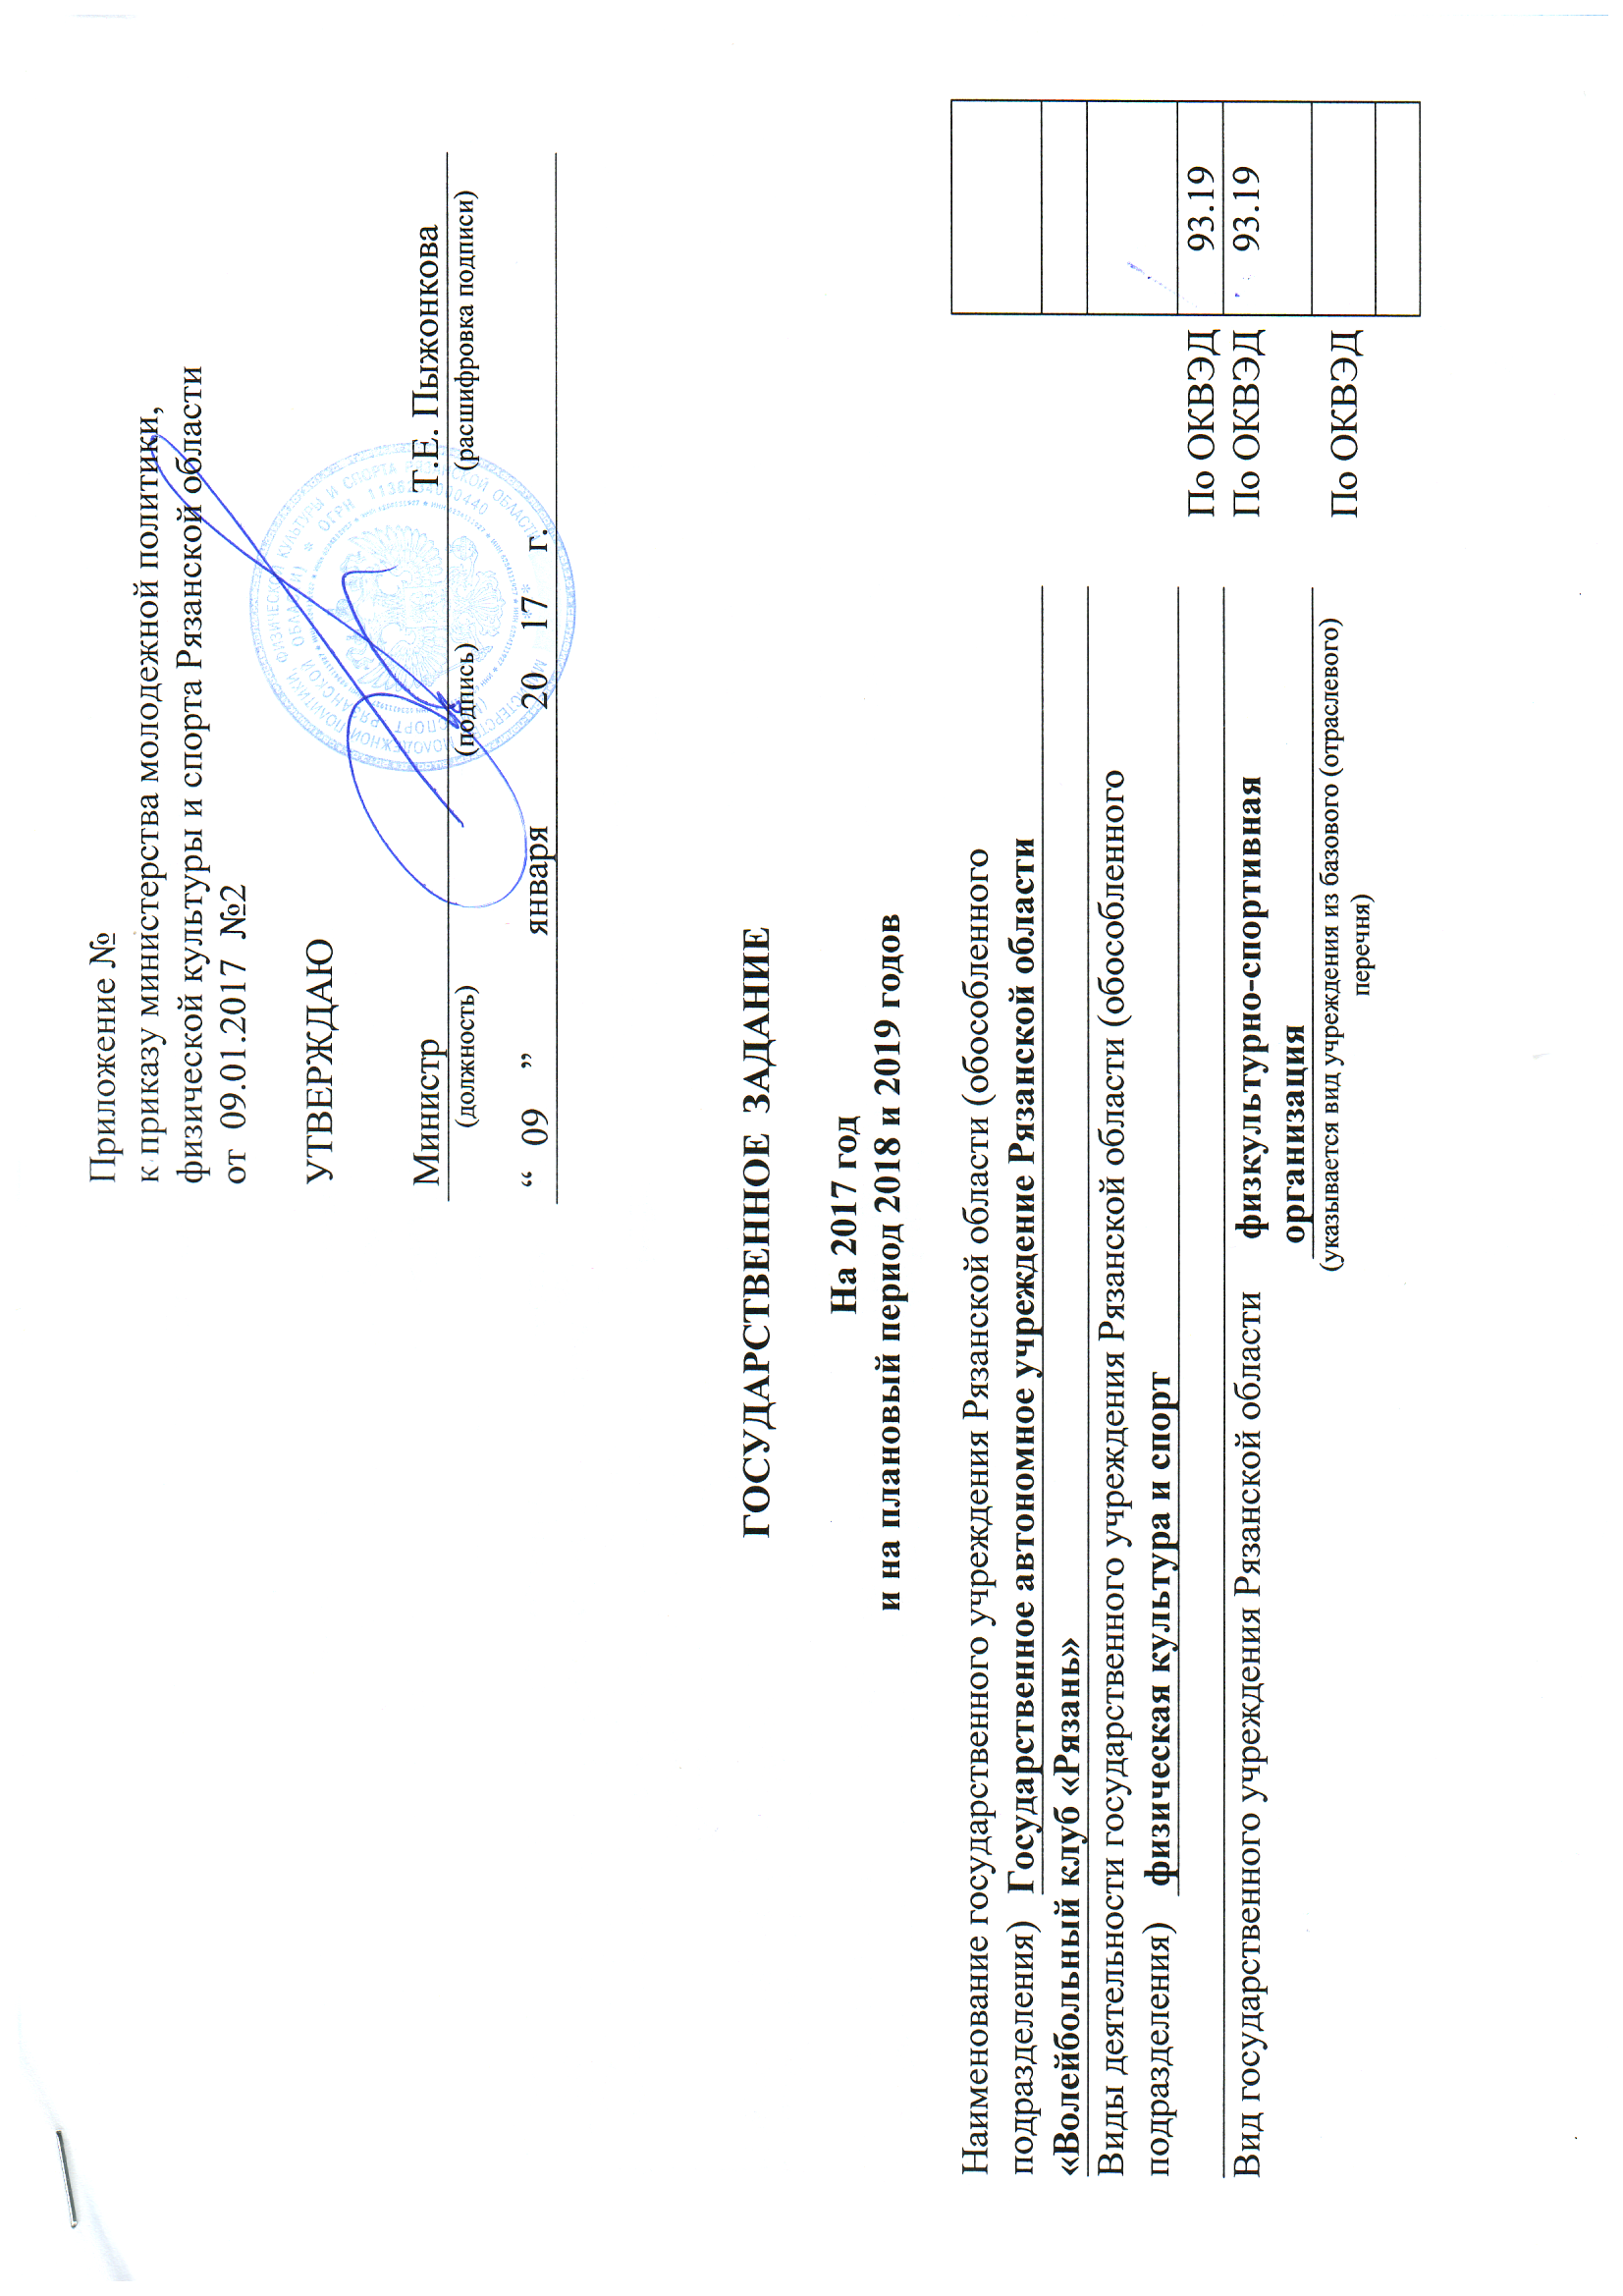 Приложение №
к приказу министерства молодежной политики,
физической культуры и спорта Рязанской области
от 09.01.2017 №2
УТВЕРЖДАЮ
Министр Т.Е. Пыжонкова
(должность) (подпись) (расшифровка подписи)
“ 09 ” января 20 17 г.
ГОСУДАРСТВЕННОЕ ЗАДАНИЕ
На 2017 год
и на плановый период 2018 и 2019 годов
Наименование государственного учреждения Рязанской области (обособленного
подразделения) Государственное автономное учреждение Рязанской области
«Волейбольный клуб «Рязань»
Виды деятельности государственного учреждения Рязанской области (обособленного
подразделения) физическая культура и спорт
По ОКВЭД 93.19
Вид государственного учреждения Рязанской области физкультурно-спортивная По ОКВЭД 93.19
организация
(указывается вид учреждения из базового (отраслевого) По ОКВЭД
перечня)